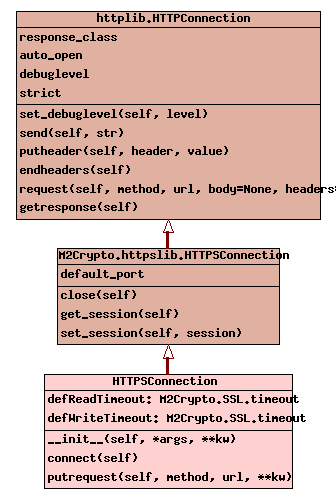 httplib.HTTPConnection
response_class
auto_open
debuglevel
strict
set_debuglevel(self, level)
send(self, str)
putheader(self, header, value)
endheaders(self)
request(self, method, url, body=None, headers=
getresponse(self)
M2Crypto.httpslib.HTTPSConnection
default_port
close(self)
get_session(self)
set_session(self, session)
HTTPSConnection
defReadTimeout: M2Crypto.SSL.timeout
defWriteTimeout: M2Crypto.SSL.timeout
__init__(self, *args, **kw)
connect(self)
putrequest(self, method, url, **kw)